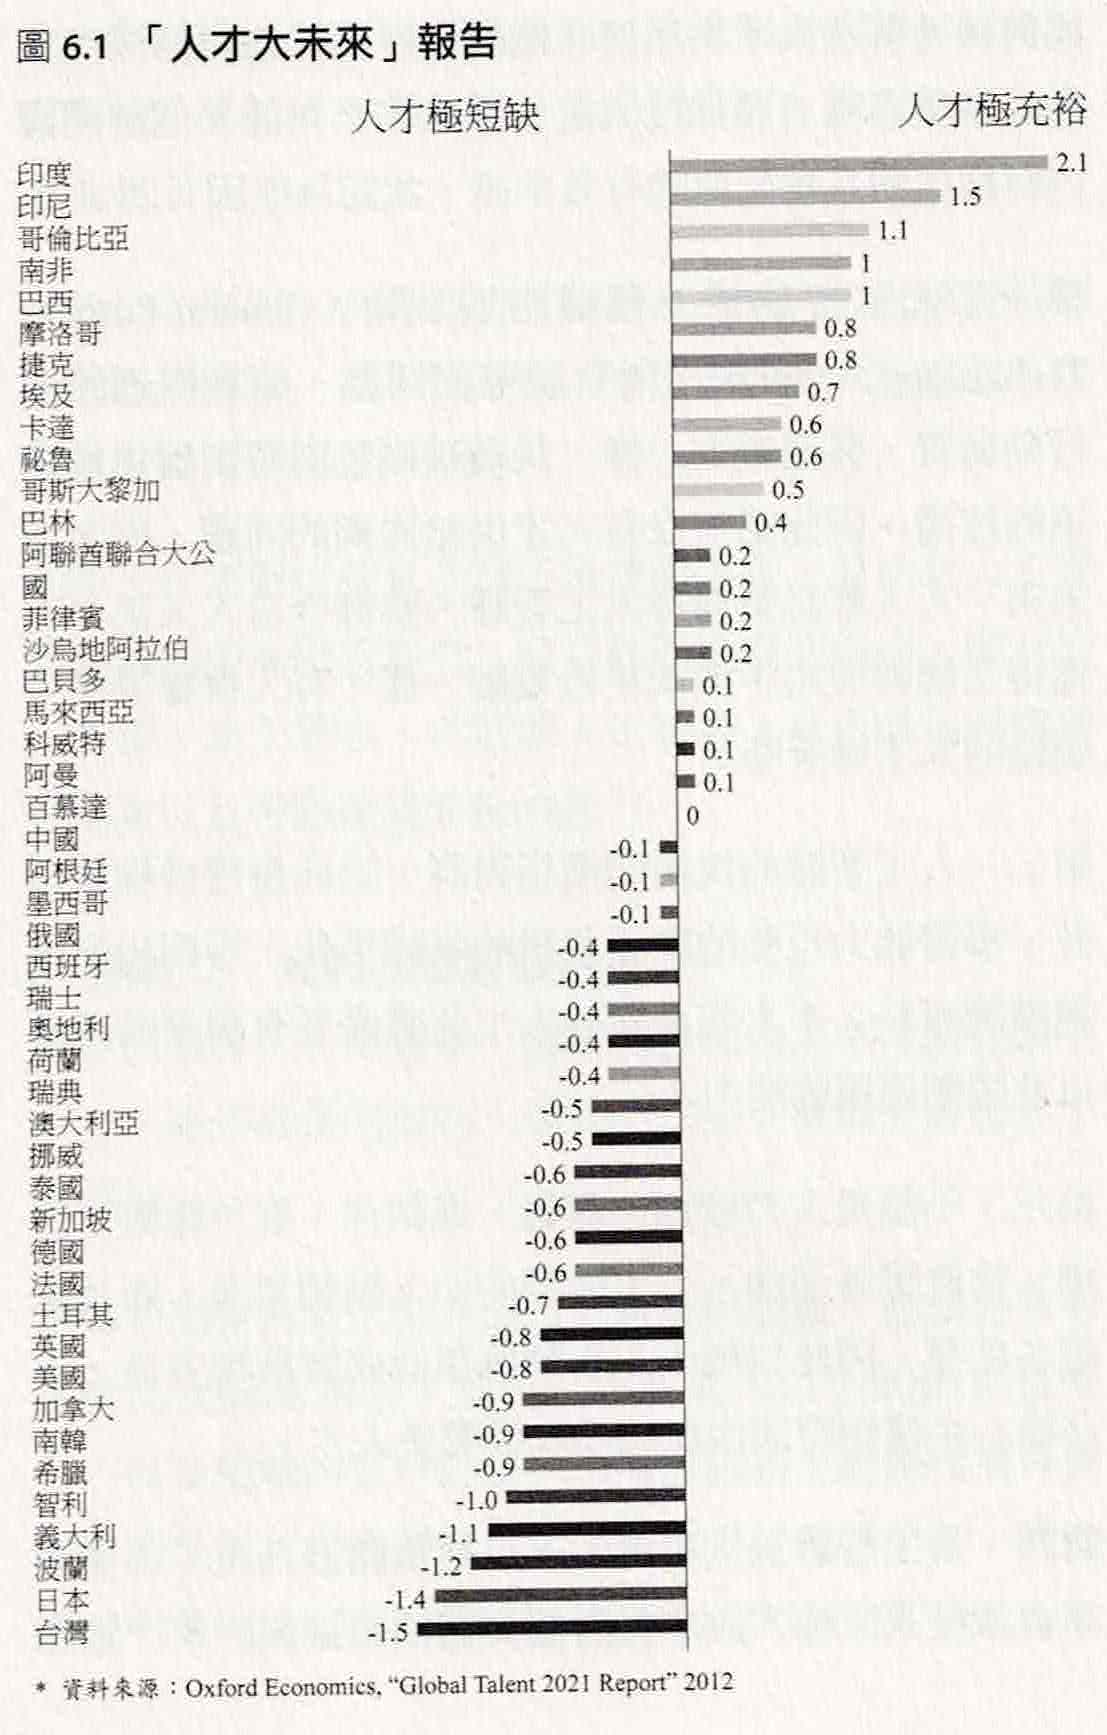 圖 6.1 「人才大未來」報告
人才極短缺 人才極充裕
印度 2.1
印尼 1.5
哥倫比亞 1.1
南非 1
巴西 1
摩洛哥 0.8
捷克 0.8
埃及 0.7
卡達 0.6
祕魯 0.6
哥斯大黎加 0.5
巴林 0.4
阿聯酋聯合大公 0.2
國 0.2
菲律賓 0.2
沙烏地阿拉伯 0.2
巴貝多 0.1
馬來西亞 0.1
科威特 0.1
阿曼 0.1
百慕達 0
中國 -0.1
阿根廷 -0.1
墨西哥 -0.1
俄國 -0.4
西班牙 -0.4
瑞士 -0.4
奧地利 -0.4
荷蘭 -0.4
瑞典 -0.5
澳大利亞 -0.5
挪威 -0.6
泰國 -0.6
新加坡 -0.6
德國 -0.6
法國 -0.7
土耳其 -0.8
英國 -0.8
美國 -0.9
加拿大 -0.9
南韓 -0.9
希臘 -1.0
智利 -1.1
義大利 -1.2
波蘭 -1.4
日本 -1.5
台灣
* 資料來源：Oxford Economics, “Global Talent 2021 Report” 2012